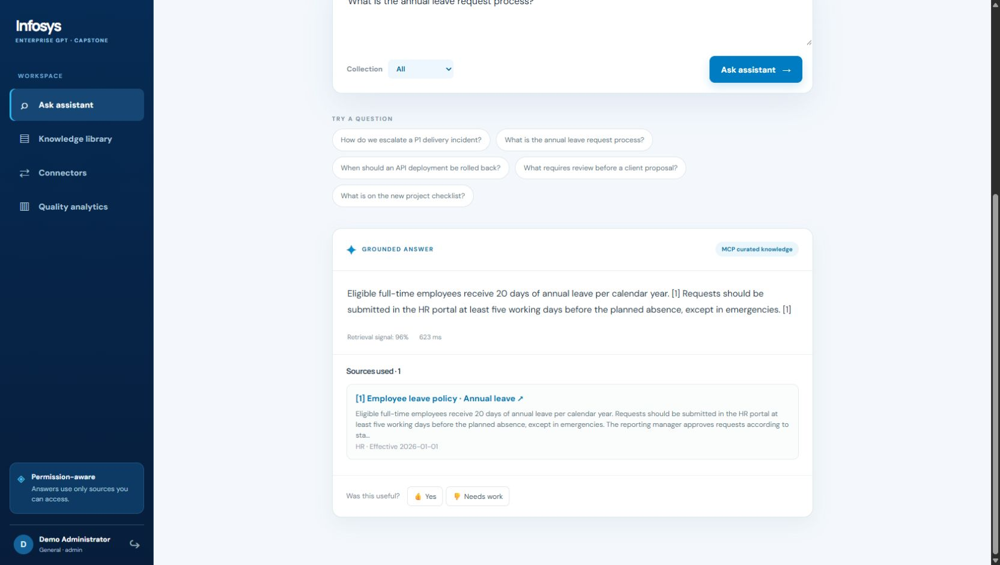 Infosys
ENTERPRISE GPT · CAPSTONE
WORKSPACE
Ask assistant
Knowledge library
Connectors
Quality analytics
Permission-aware
Answers use only sources you
can access.
D
Demo Administrator
General · admin
What is the annual leave request process?
Collection
All
Ask assistant →
TRY A QUESTION
How do we escalate a P1 delivery incident?
What is the annual leave request process?
When should an API deployment be rolled back?
What requires review before a client proposal?
What is on the new project checklist?
GROUNDED ANSWER
MCP curated knowledge
Eligible full-time employees receive 20 days of annual leave per calendar year. [1] Requests should be
submitted in the HR portal at least five working days before the planned absence, except in emergencies. [1]
Retrieval signal: 96%
623 ms
Sources used · 1
[1] Employee leave policy · Annual leave ↗
Eligible full-time employees receive 20 days of annual leave per calendar year. Requests should be submitted in the HR portal at
least five working days before the planned absence, except in emergencies. The reporting manager approves requests according to
sta...
HR · Effective 2026-01-01
Was this useful?
👍 Yes
👎 Needs work